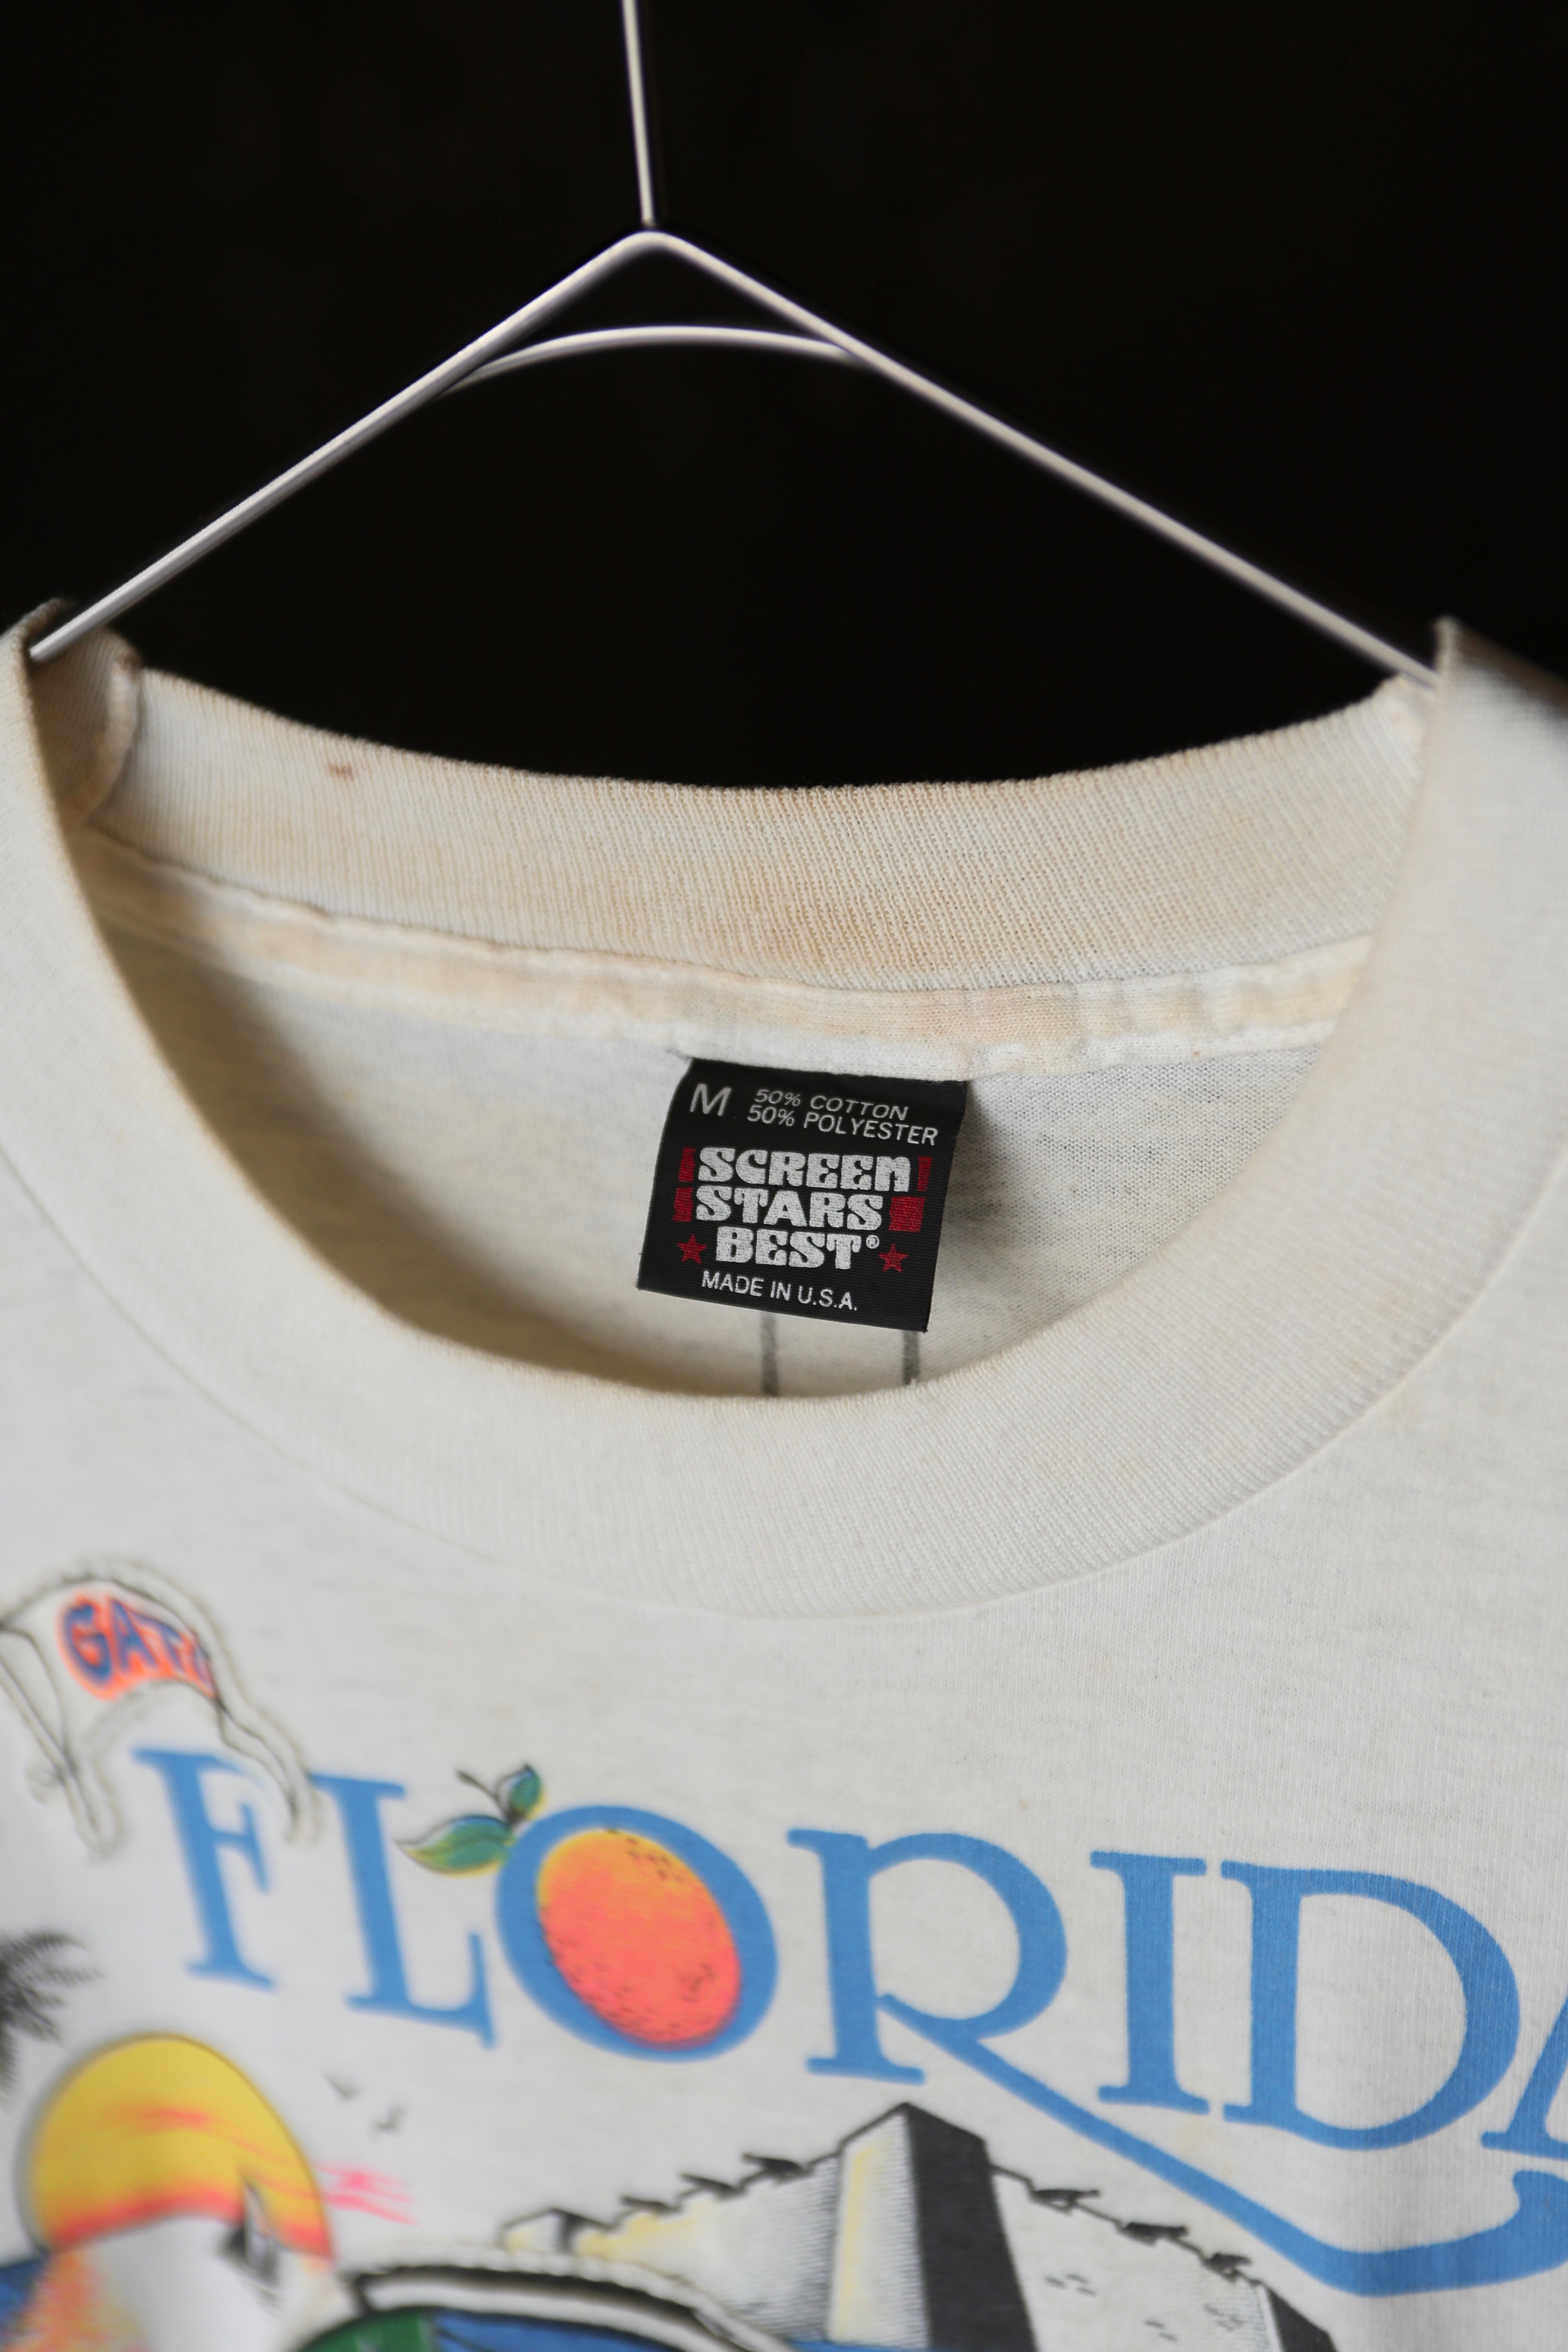 M 50% COTTON
50% POLYESTER
SCREEN
STARS
BEST®
MADE IN U.S.A.
FLORIDA